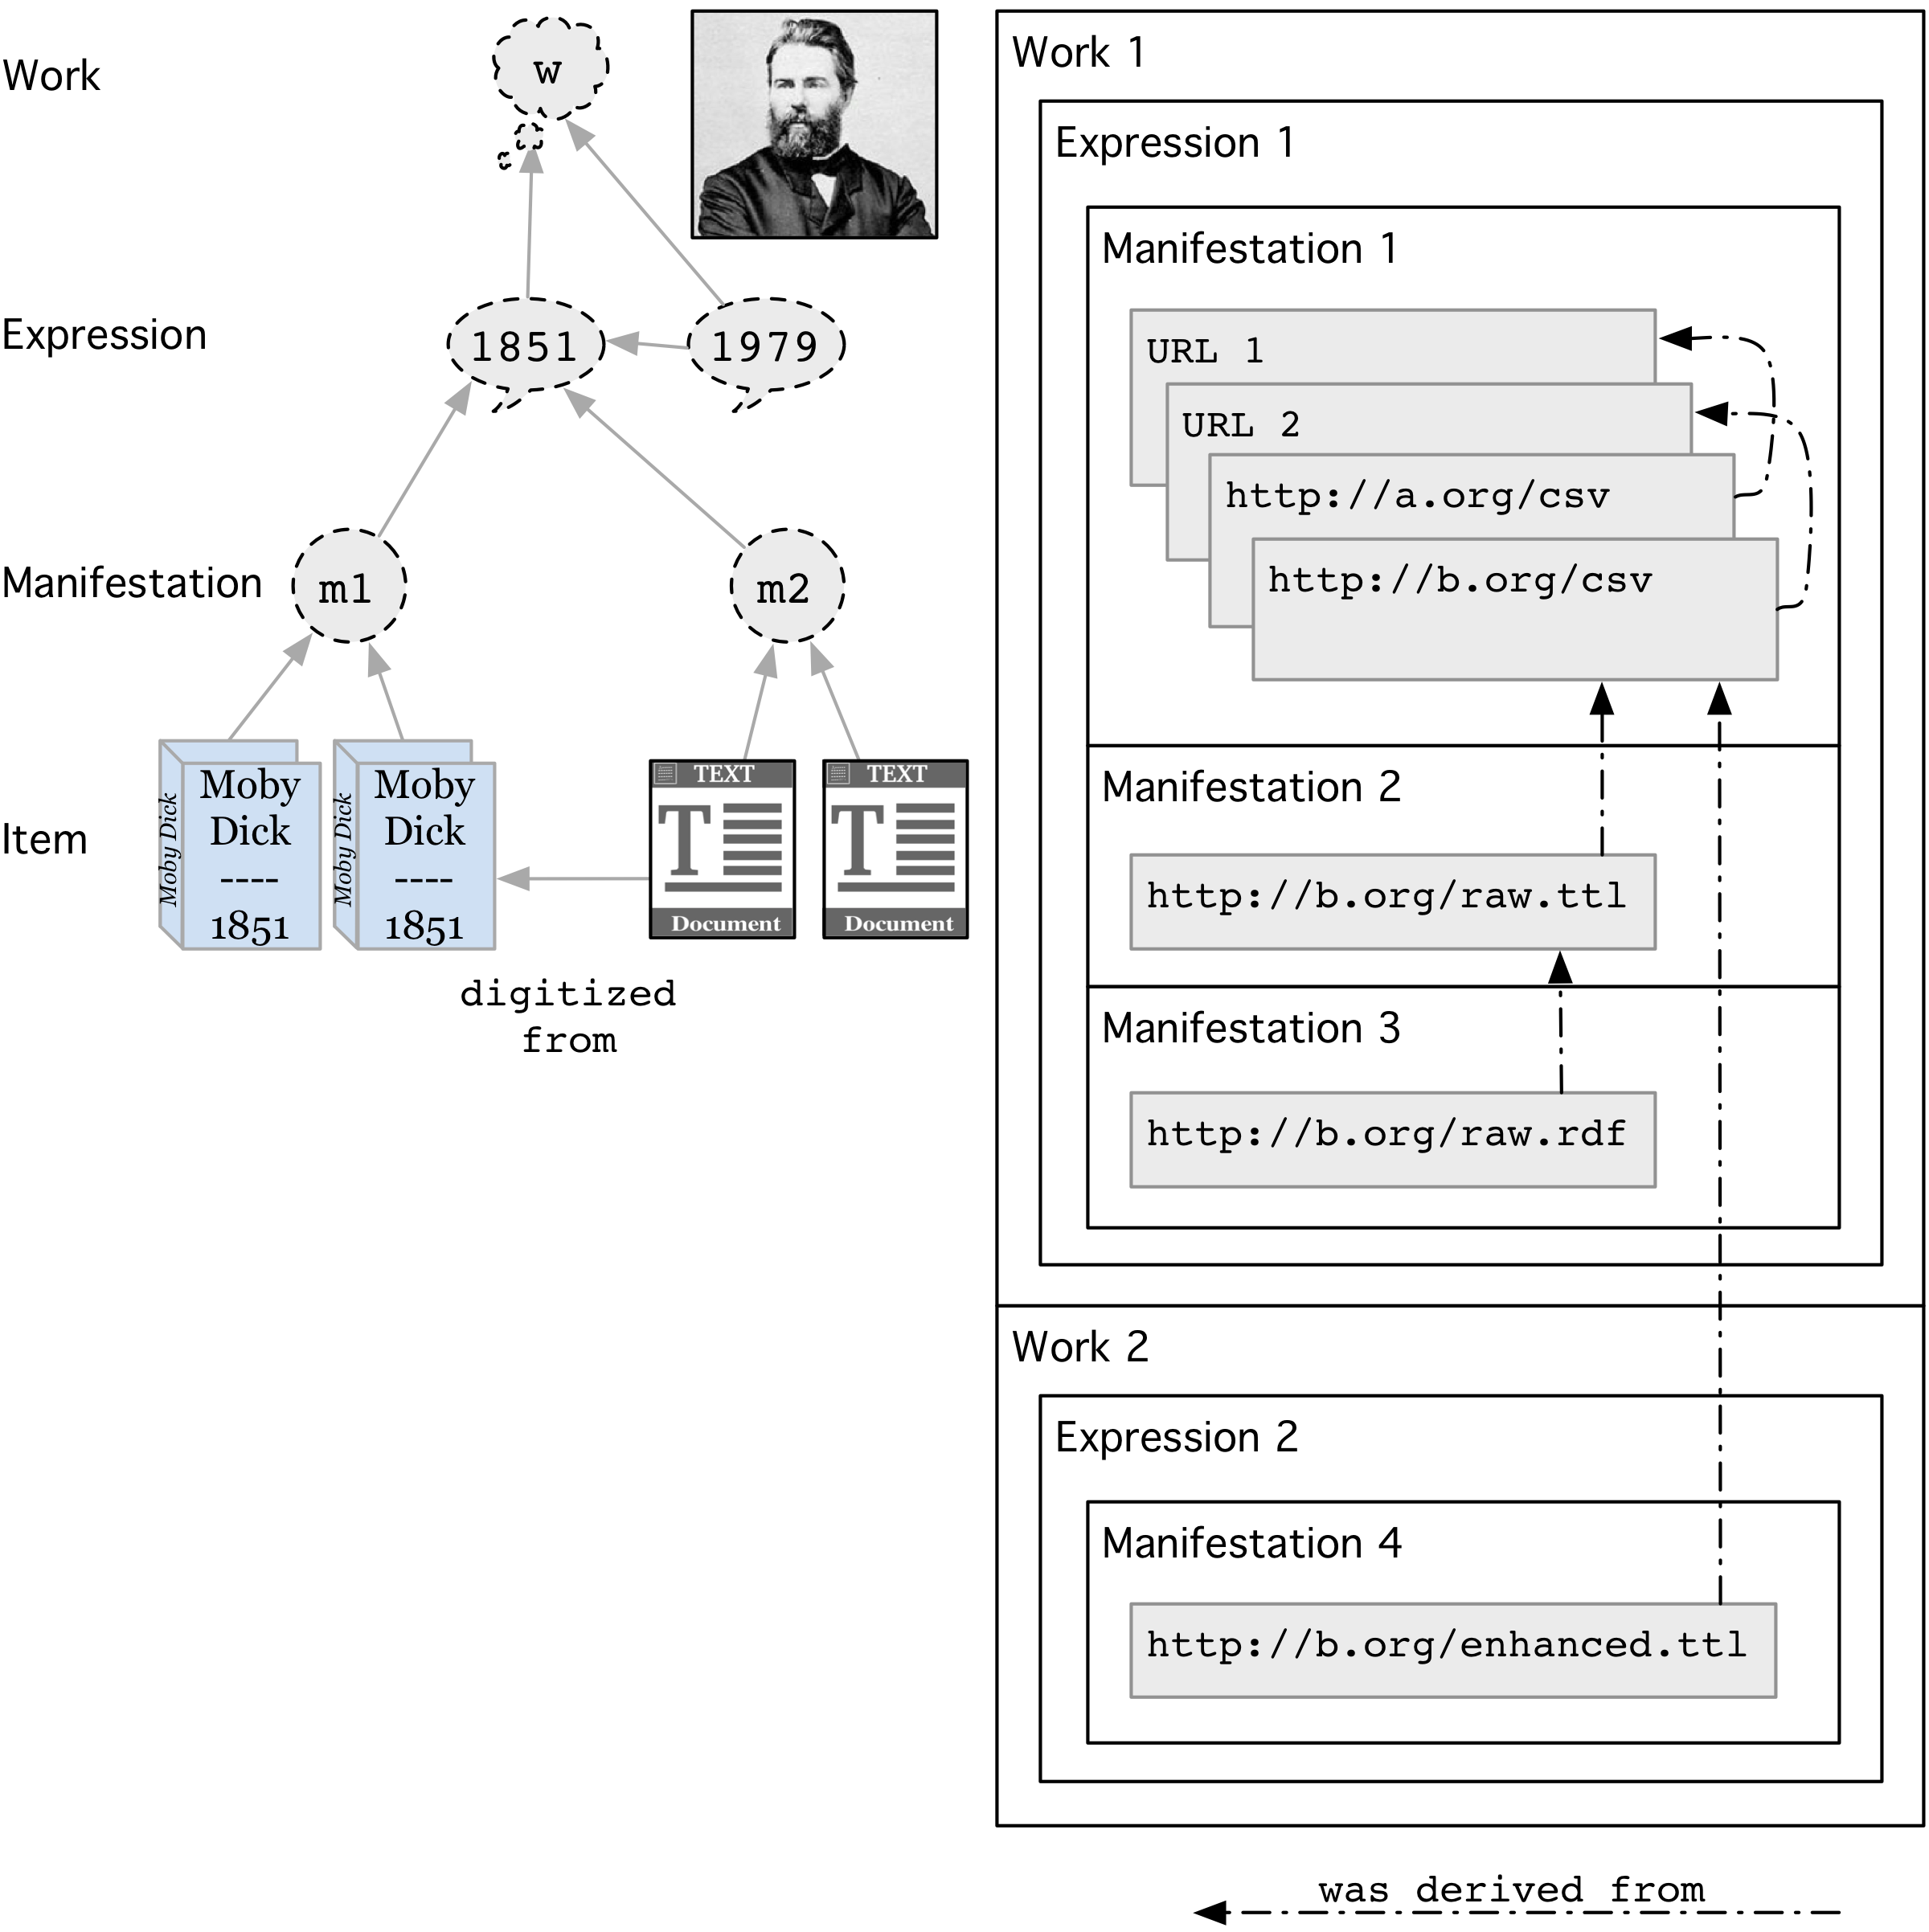 Work
w
Expression
1851
1979
Manifestation
m1
m2
Item
Moby Dick
Moby
Dick
----
1851
Moby Dick
Moby
Dick
----
1851
TEXT
T
Document
TEXT
T
Document
digitized
from
Work 1
Expression 1
Manifestation 1
URL 1
URL 2
http://a.org/csv
http://b.org/csv
Manifestation 2
http://b.org/raw.ttl
Manifestation 3
http://b.org/raw.rdf
Work 2
Expression 2
Manifestation 4
http://b.org/enhanced.ttl
was derived from